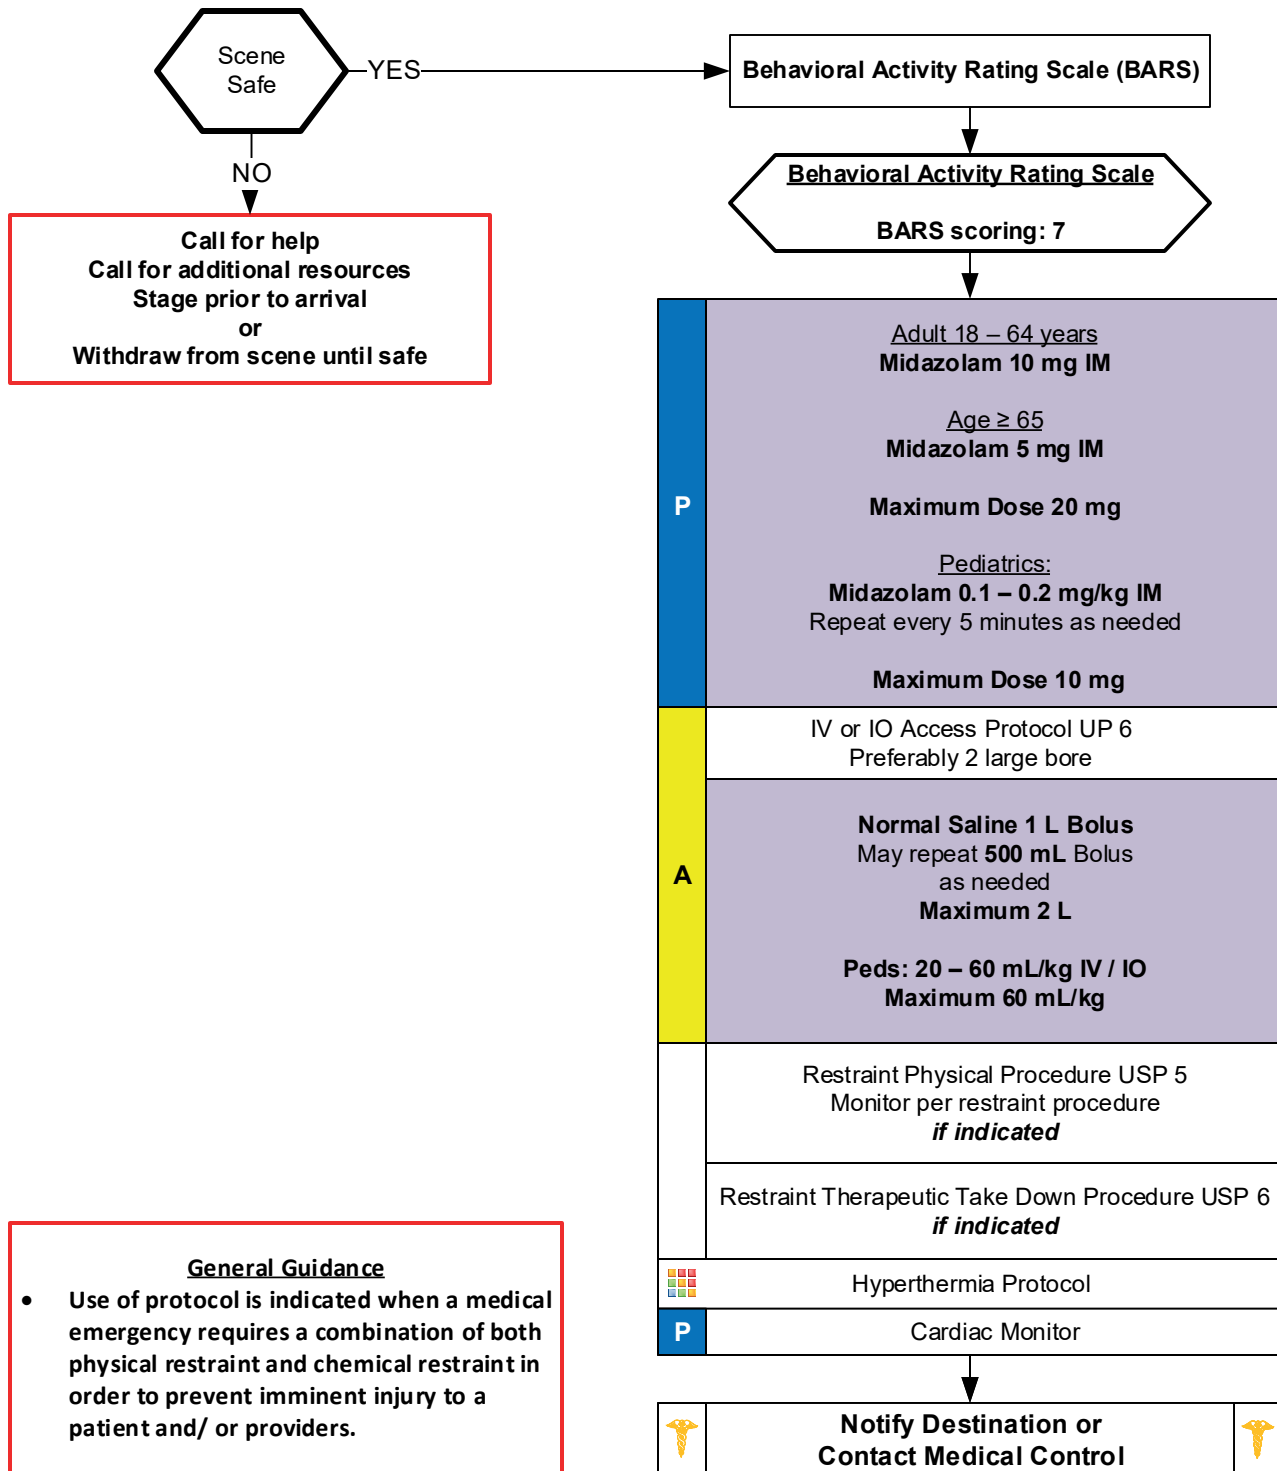 Scene
Safe
YES
Behavioral Activity Rating Scale (BARS)
NO
Behavioral Activity Rating Scale
BARS scoring: 7
Call for help
Call for additional resources
Stage prior to arrival
or
Withdraw from scene until safe
P
Adult 18 – 64 years
Midazolam 10 mg IM
Age ≥ 65
Midazolam 5 mg IM
Maximum Dose 20 mg
Pediatrics:
Midazolam 0.1 – 0.2 mg/kg IM
Repeat every 5 minutes as needed
Maximum Dose 10 mg
A
IV or IO Access Protocol UP 6
Preferably 2 large bore
Normal Saline 1 L Bolus
May repeat 500 mL Bolus
as needed
Maximum 2 L
Peds: 20 – 60 mL/kg IV / IO
Maximum 60 mL/kg
Restraint Physical Procedure USP 5
Monitor per restraint procedure
if indicated
Restraint Therapeutic Take Down Procedure USP 6
if indicated
Hyperthermia Protocol
P
Cardiac Monitor
Notify Destination or
Contact Medical Control
General Guidance
• Use of protocol is indicated when a medical
emergency requires a combination of both
physical restraint and chemical restraint in
order to prevent imminent injury to a
patient and/ or providers.